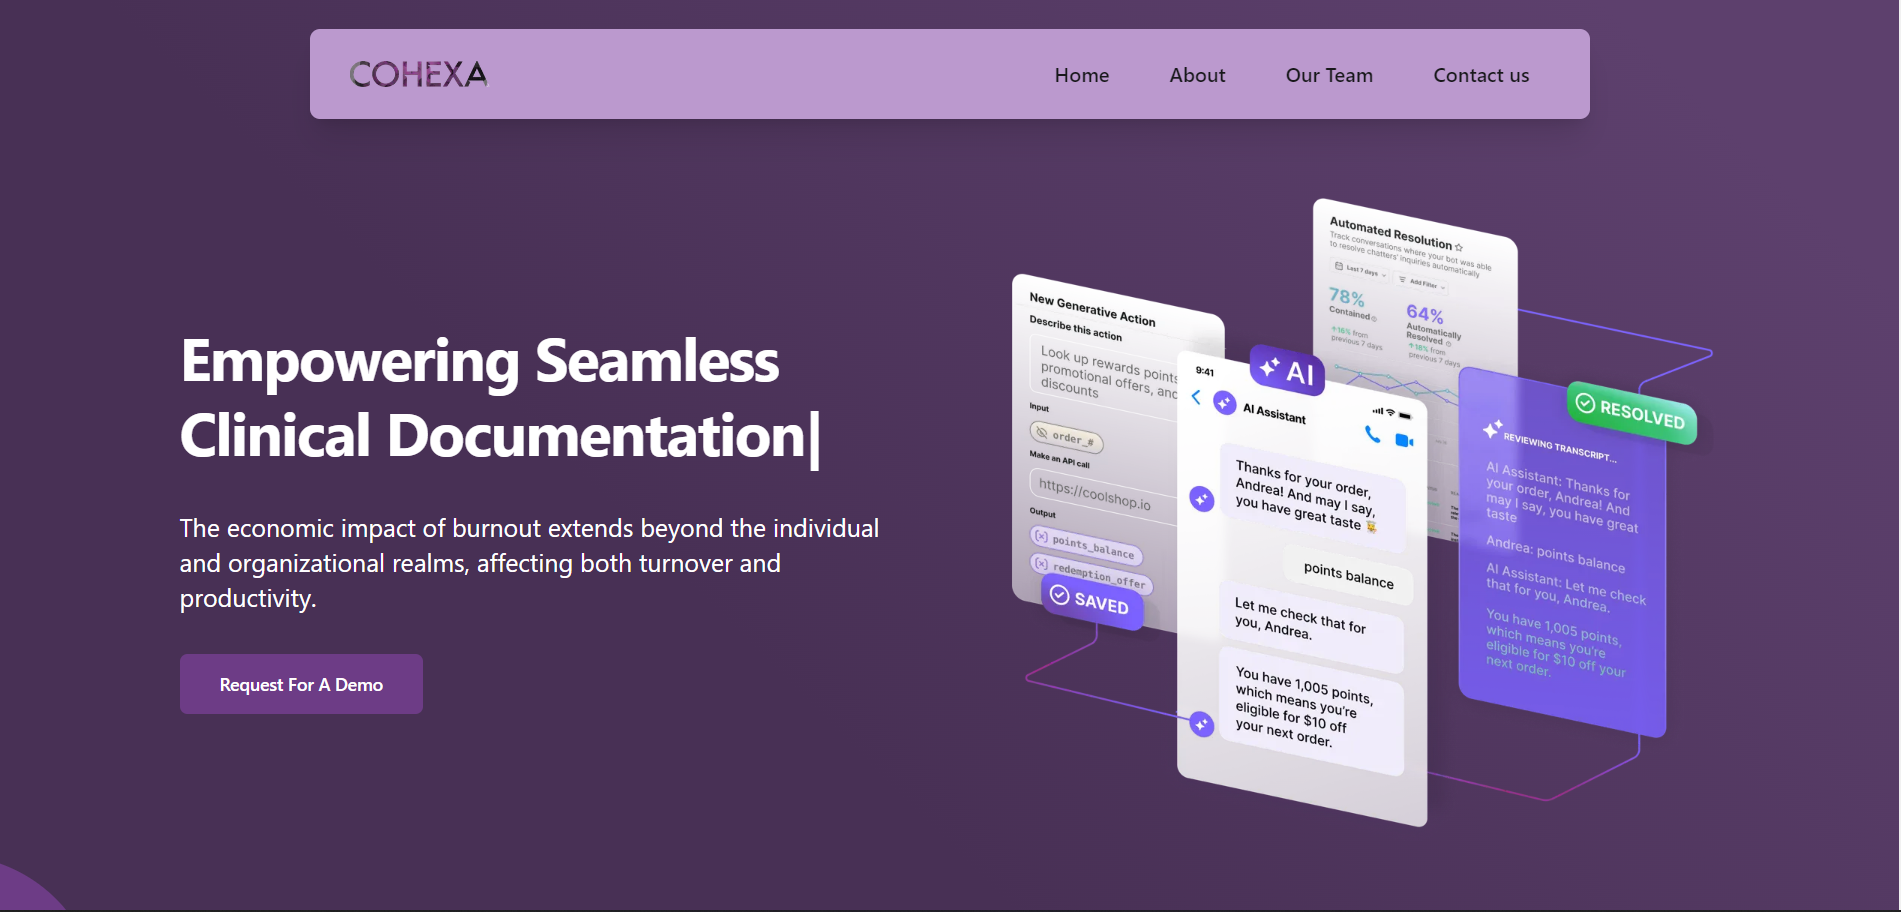 COHEXA
Home
About
Our Team
Contact us
Empowering Seamless
Clinical Documentation|
The economic impact of burnout extends beyond the individual
and organizational realms, affecting both turnover and
productivity.
Request For A Demo
New Generative Action
Describe this action
Look up rewards points
promotional offers, and
discounts
Input
order_#
Make an API call
https://coolshop.io
Output
points_balance
redemption_offer
SAVED
Automated Resolution
Track conversations where your bot was able
to resolve chatters' inquiries automatically
Last 7 days
Add Filter
78%
Contained
+16% from
previous 7 days
64%
Automatically
Resolved
+16% from
previous 7 days
AI
9:41
AI Assistant
Thanks for your order,
Andrea! And may I say,
you have great taste 🤠
points balance
Let me check that for
you, Andrea.
You have 1,005 points,
which means you're
eligible for $10 off
your next order.
RESOLVED
REVIEWING TRANSCRIPT...
AI Assistant: Thanks for
your order, Andrea! And
may I say, you have great
taste
Andrea: points balance
AI Assistant: Let me check
that for you, Andrea.
You have 1,005 points,
which means you're
eligible for $10 off your
next order.